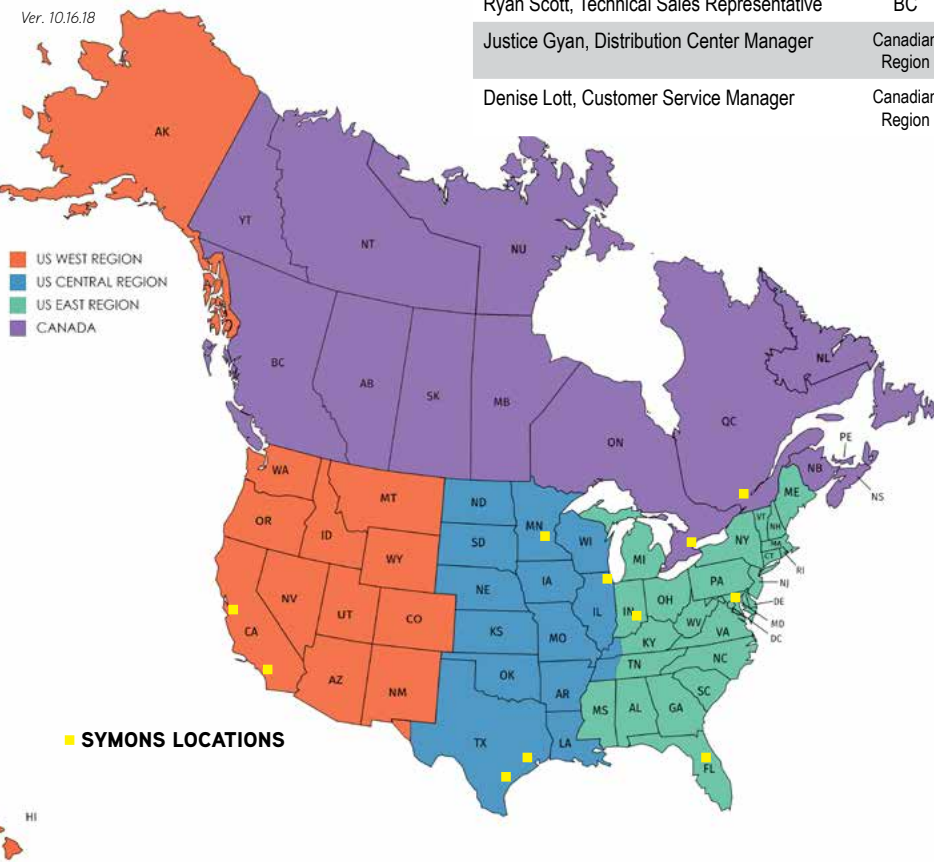 Ver. 10.16.18
Ryan Scott, Technical Sales Representative BC
Justice Gyan, Distribution Center Manager Canadian
Region
Denise Lott, Customer Service Manager Canadian
Region
AK
YT
NT
NU
US WEST REGION
US CENTRAL REGION
US EAST REGION
CANADA
BC
AB
SK
MB
ON
QC
NL
PE
NB
NS
WA
MT
ND
MN
ME
OR
ID
SD
WI
MI
NY
VT
NH
MA
CT
RI
WY
NE
IA
PA
NJ
NV
UT
CO
IL
IN
OH
DE
MD
DC
CA
KS
MO
KY
WV
VA
AZ
NM
OK
AR
TN
NC
SC
MS
AL
GA
TX
LA
FL
SYMONS LOCATIONS
HI